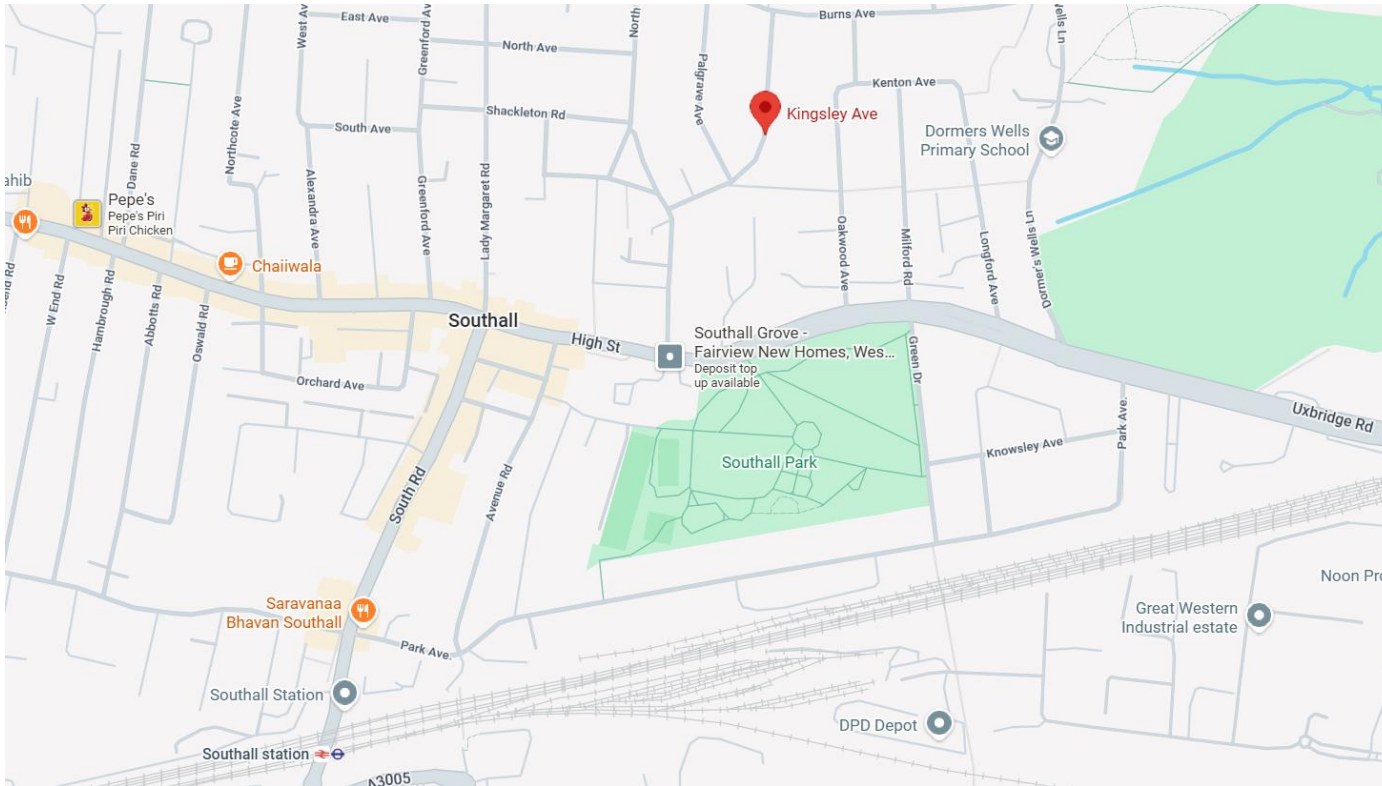 East Ave
West Av
Greenford Av
North Ave
North
Palgrave Ave
Burns Ave
Wells Ln
Kenton Ave
Kingsley Ave
Shackleton Rd
South Ave
Dormers Wells
Primary School
Northcote Ave
Dane Rd
Alexandra Ave
Greenford Ave
Lady Margaret Rd
ahib
Pepe's
Pepe's Piri
Piri Chicken
Chaiiwala
Oakwood Ave
Milford Rd
Longford Ave
Dormer's Wells Ln
W End Rd
Hambrough Rd
Abbotts Rd
Oswald Rd
Southall
High St
Southall Grove -
Fairview New Homes, Wes...
Deposit top
up available
Green Dr
Orchard Ave
Uxbridge Rd
Park Ave.
Knowsley Ave
Southall Park
South Rd
Avenue Rd
Noon Pro
Saravanaa
Bhavan Southall
Great Western
Industrial estate
Park Ave.
Southall Station
DPD Depot
Southall station
A3005